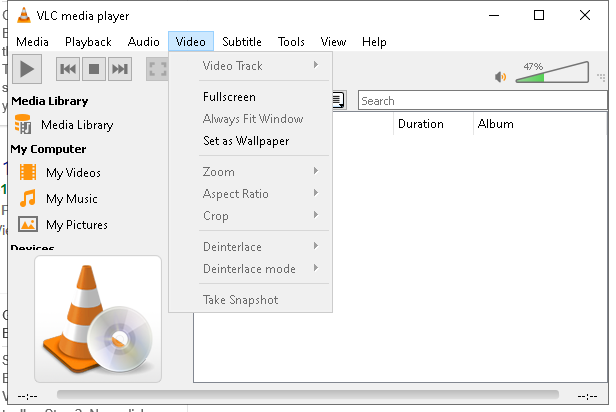 VLC media player
Media Playback Audio Video Subtitle Tools View Help
Video Track
47%
Fullscreen
Always Fit Window
Set as Wallpaper
Search
Media Library
Media Library
Duration Album
My Computer
My Videos
My Music
My Pictures
Devices
Zoom
Aspect Ratio
Crop
Deinterlace
Deinterlace mode
Take Snapshot
--:-- --:--